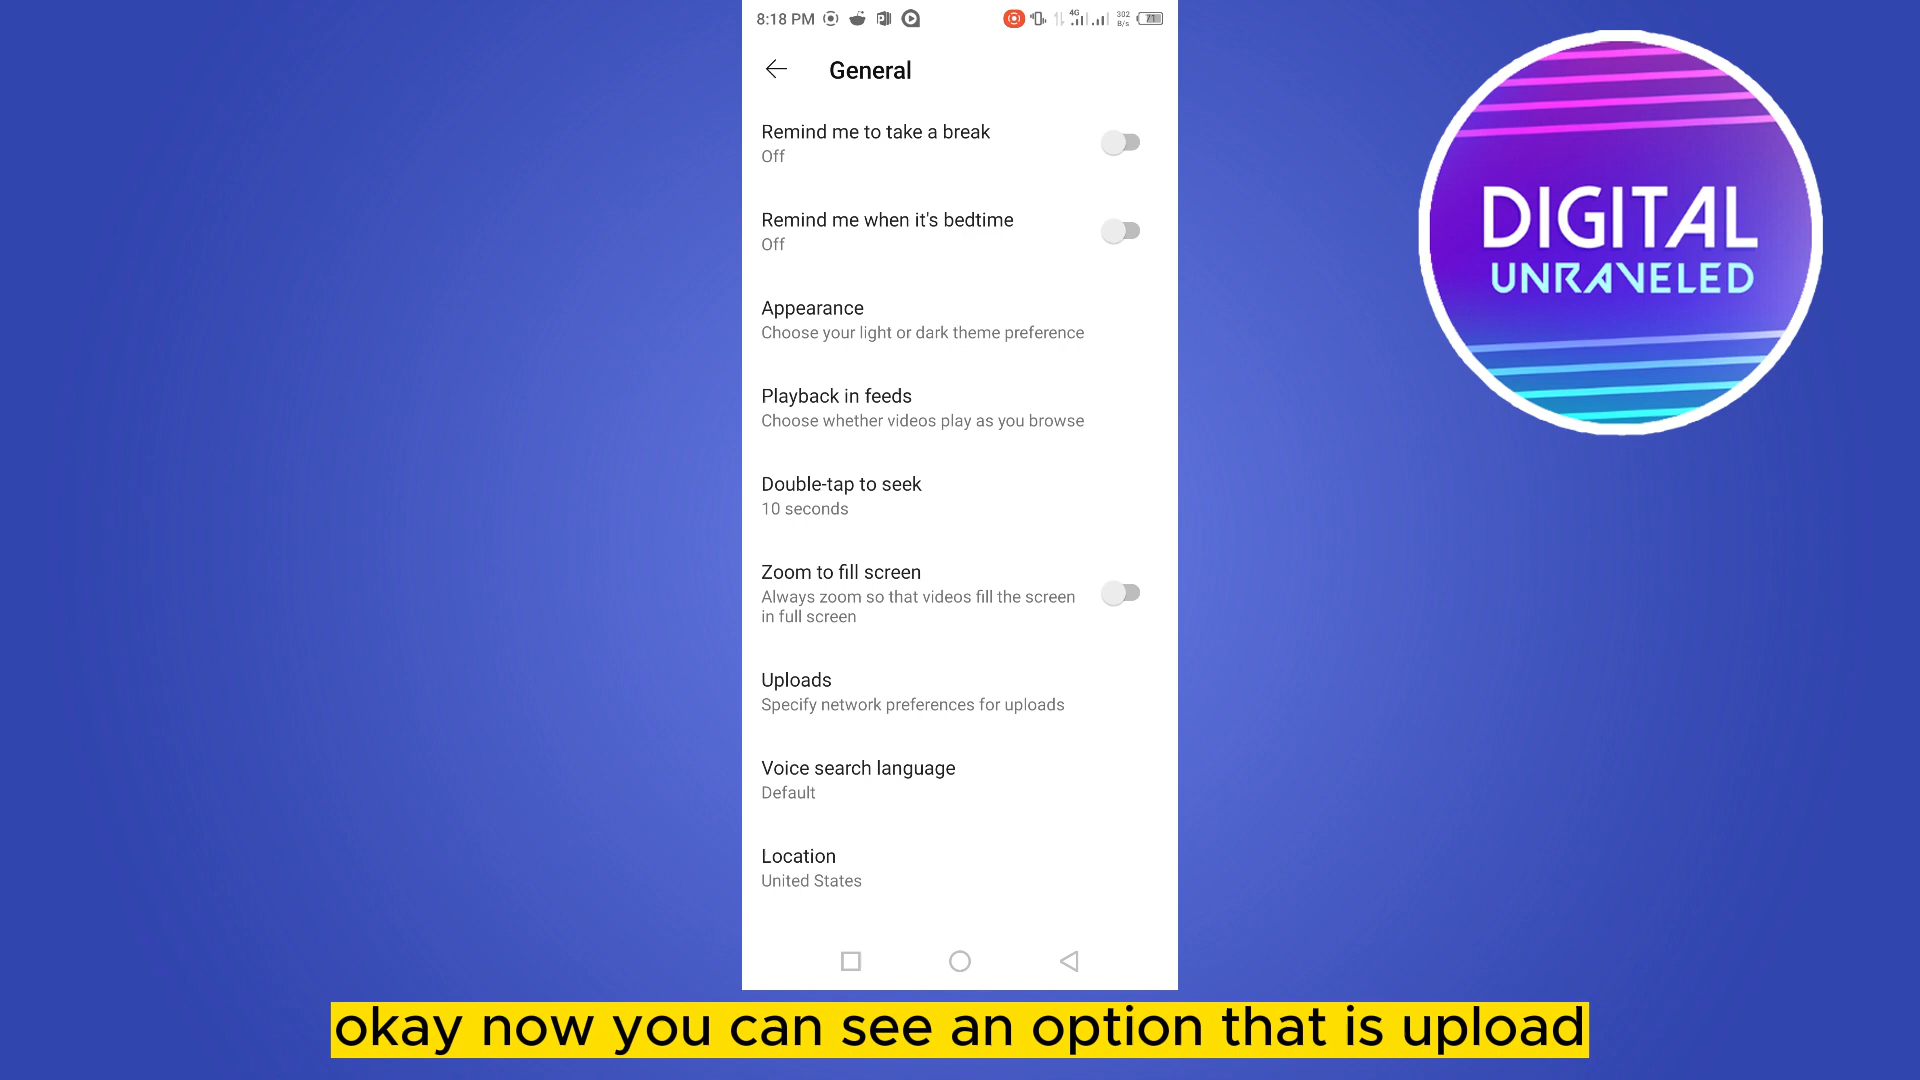 8:18 PM
4G
302
B/s
71
General
Remind me to take a break
Off
Remind me when it's bedtime
Off
Appearance
Choose your light or dark theme preference
Playback in feeds
Choose whether videos play as you browse
Double-tap to seek
10 seconds
Zoom to fill screen
Always zoom so that videos fill the screen
in full screen
Uploads
Specify network preferences for uploads
Voice search language
Default
Location
United States
DIGITAL
UNRAVELED
okay now you can see an option that is upload